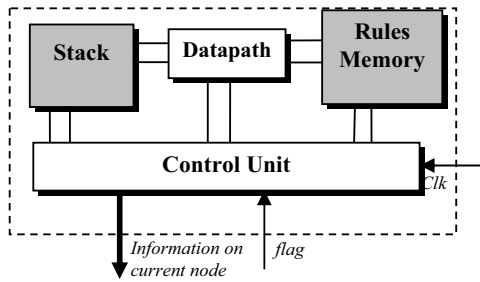 Stack
Datapath
Rules
Memory
Control Unit
Clk
Information on
current node
flag